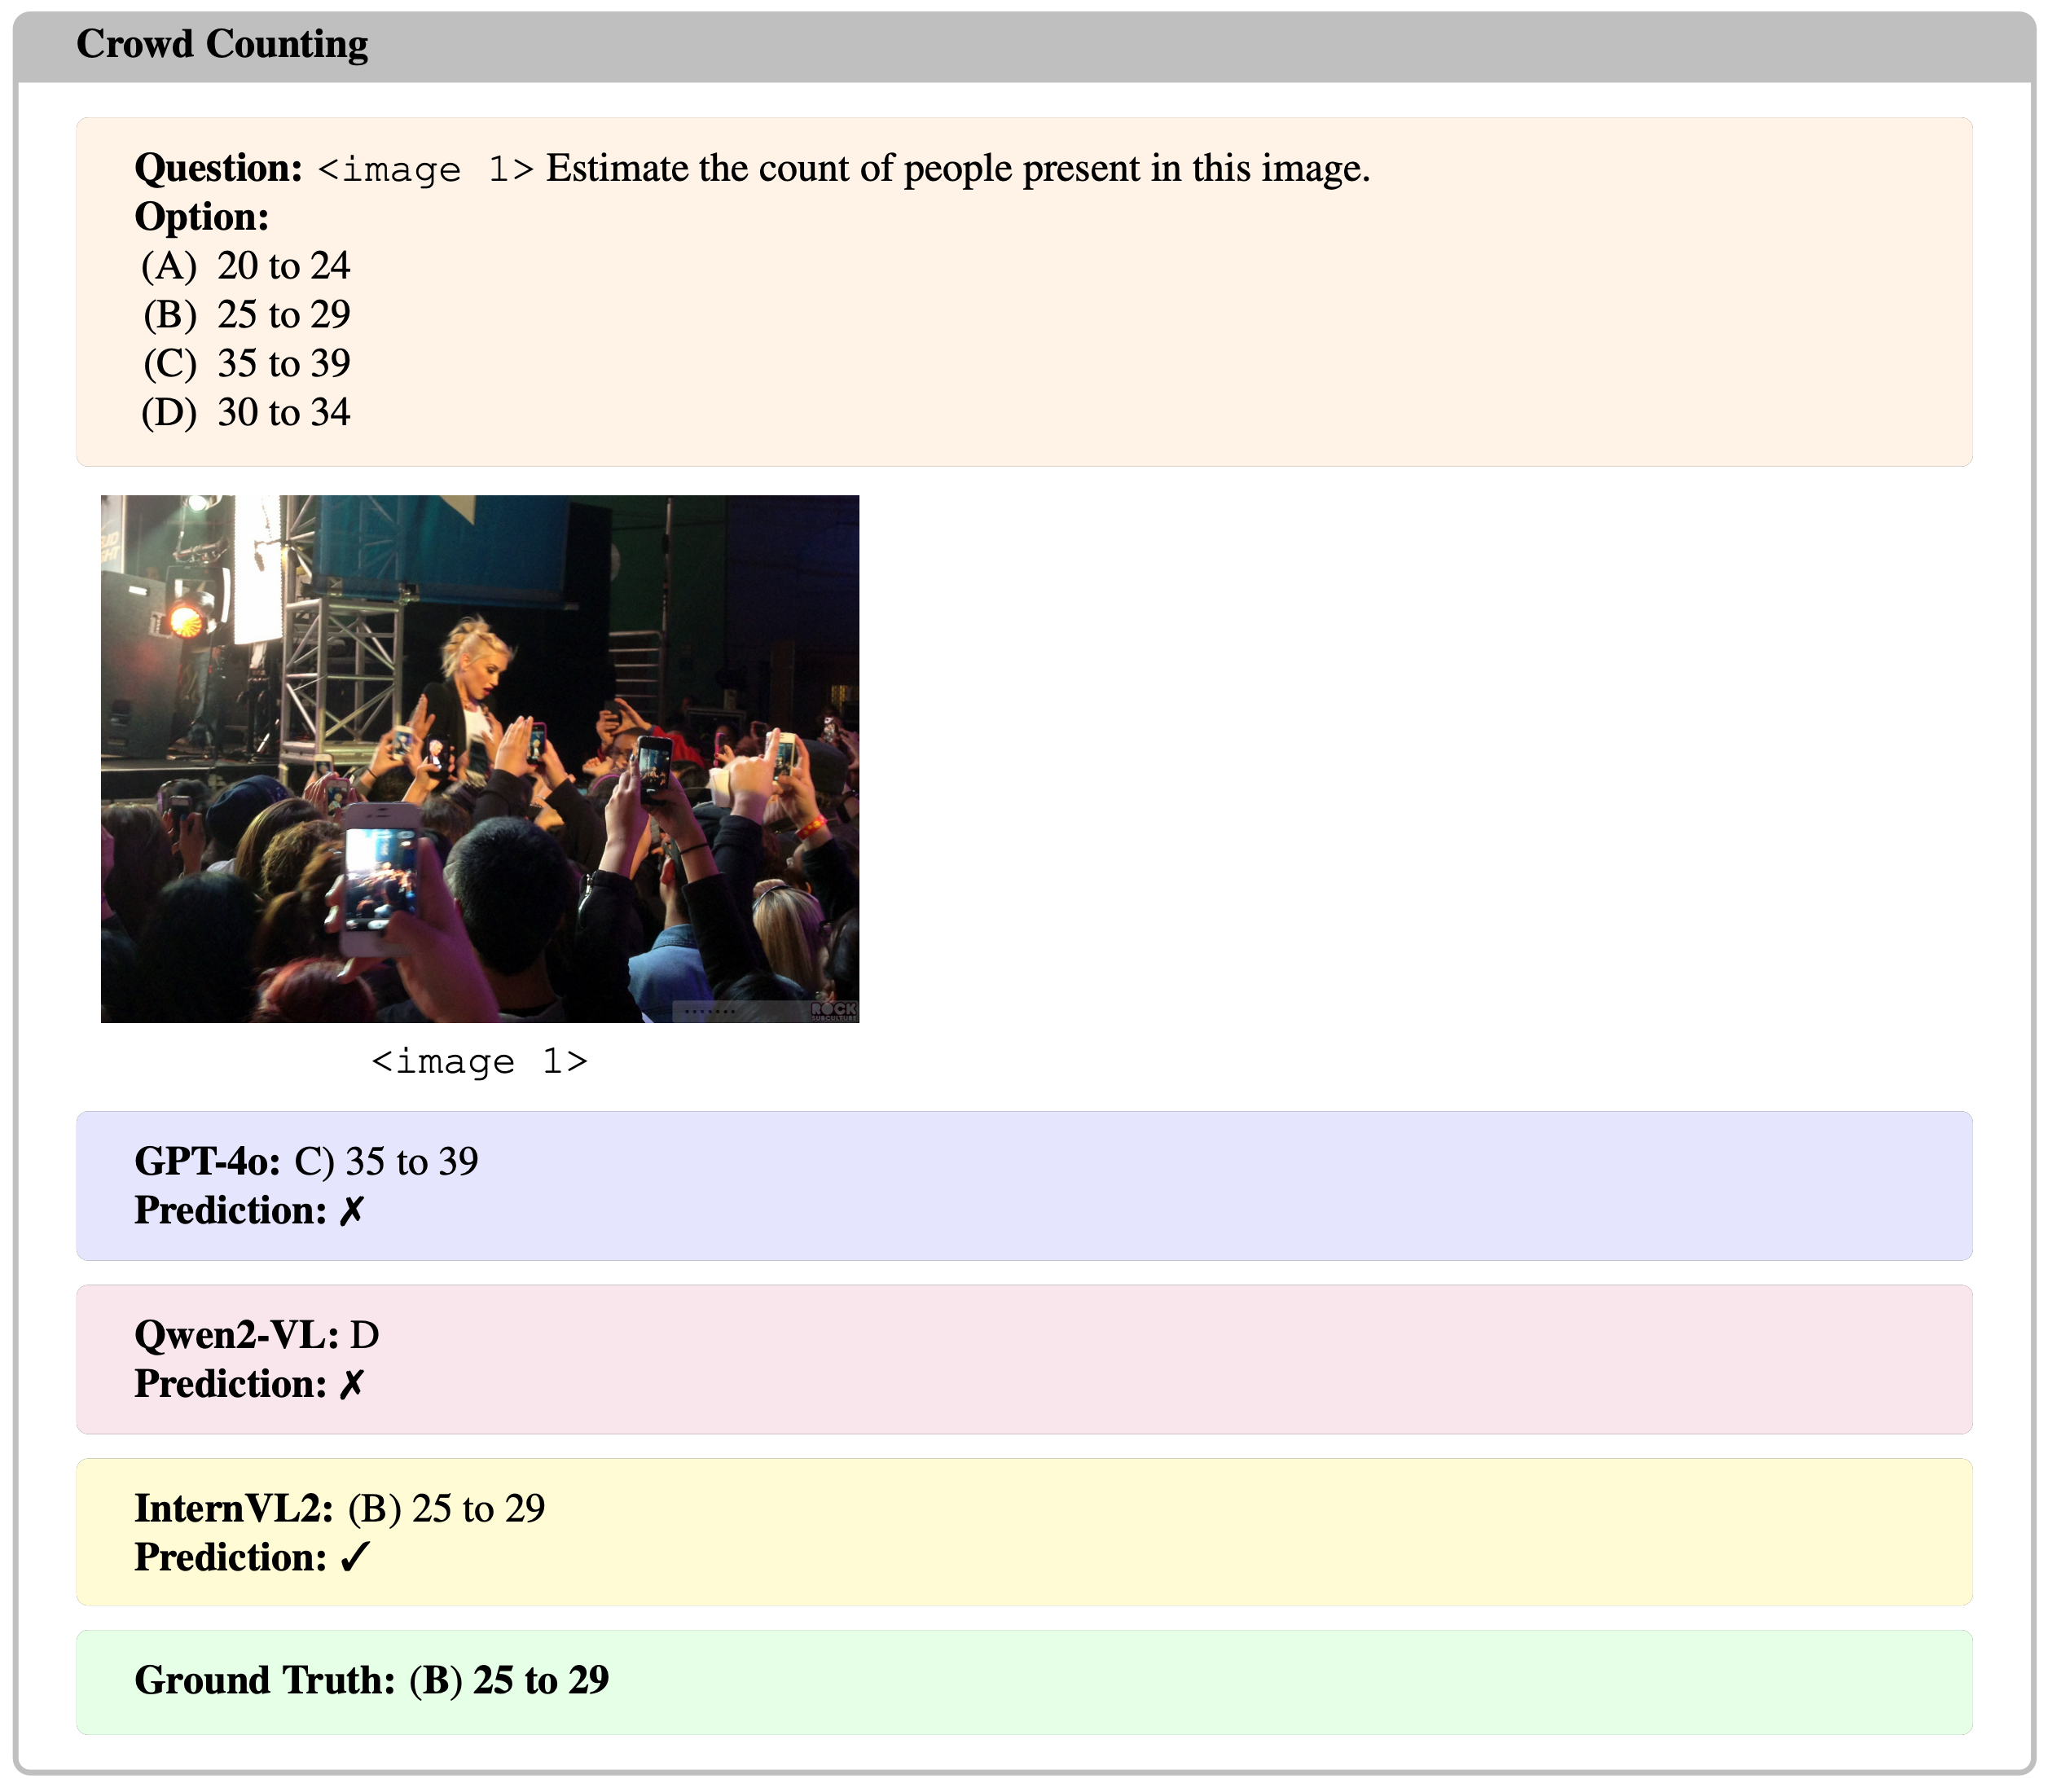 Crowd Counting
Question: <image 1> Estimate the count of people present in this image.
Option:
(A) 20 to 24
(B) 25 to 29
(C) 35 to 39
(D) 30 to 34
ROCK
SUBCULTURE
<image 1>
GPT-4o: C) 35 to 39
Prediction: ✗
Qwen2-VL: D
Prediction: ✗
InternVL2: (B) 25 to 29
Prediction: ✓
Ground Truth: (B) 25 to 29